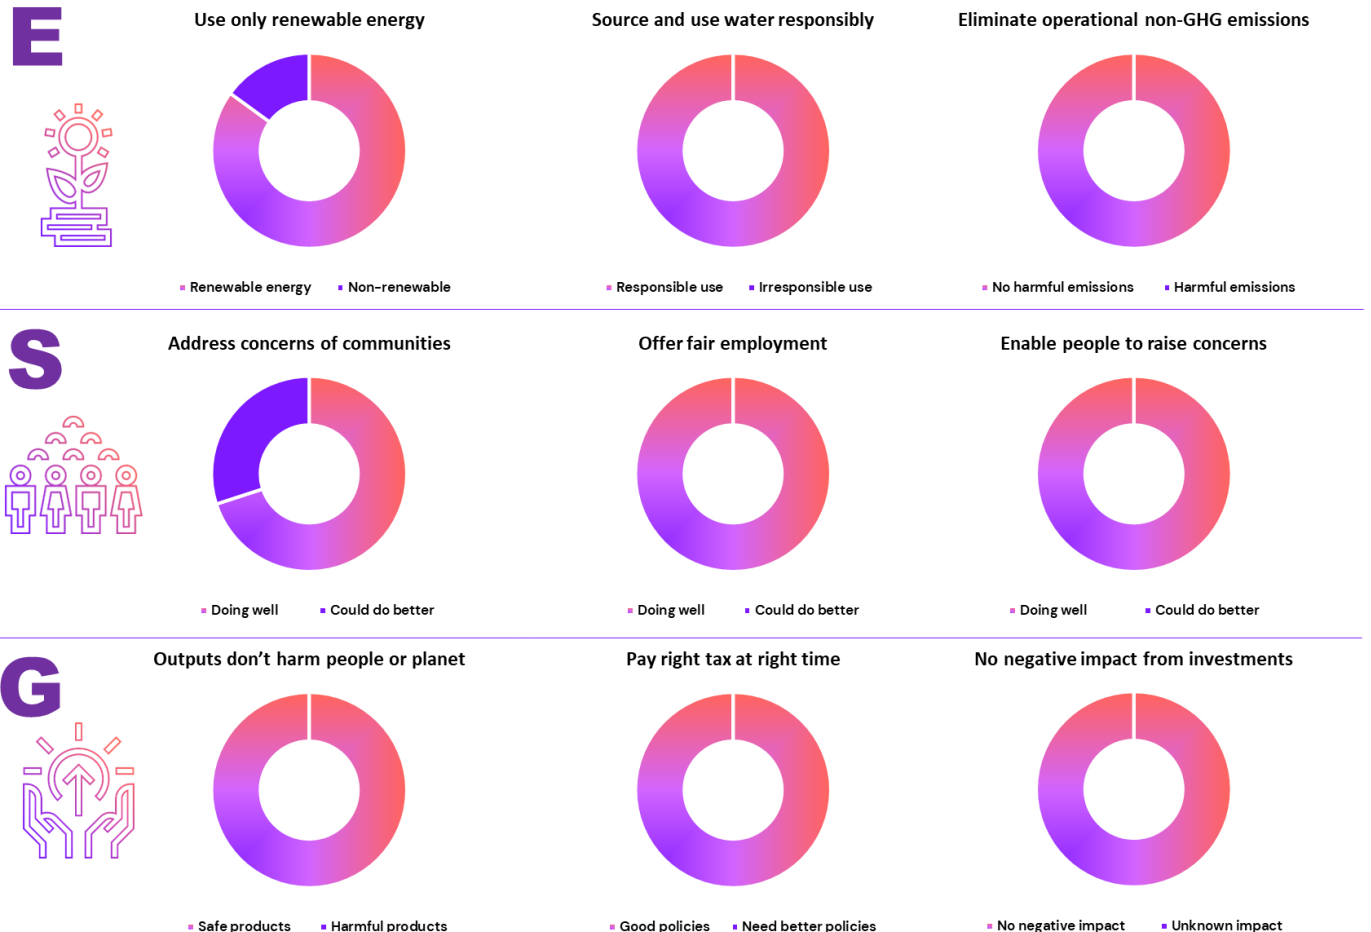 E
Use only renewable energy
Source and use water responsibly
Eliminate operational non-GHG emissions
Renewable energy
Non-renewable
Responsible use
Irresponsible use
No harmful emissions
Harmful emissions
S
Address concerns of communities
Offer fair employment
Enable people to raise concerns
Doing well
Could do better
Doing well
Could do better
Doing well
Could do better
G
Outputs don’t harm people or planet
Pay right tax at right time
No negative impact from investments
Safe products
Harmful products
Good policies
Need better policies
No negative impact
Unknown impact